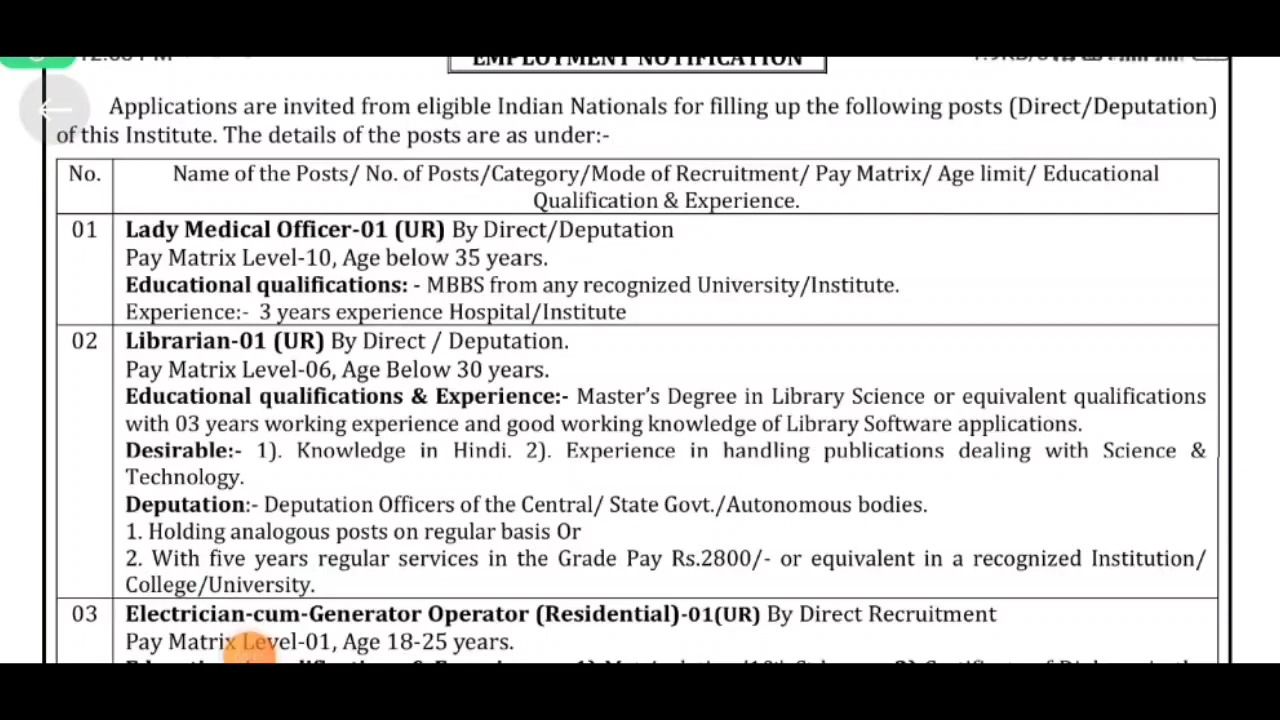 EMPLOYMENT NOTIFICATION
Applications are invited from eligible Indian Nationals for filling up the following posts (Direct/Deputation)
of this Institute. The details of the posts are as under:-
No.
Name of the Posts/ No. of Posts/Category/Mode of Recruitment/ Pay Matrix/ Age limit/ Educational
Qualification & Experience.
01
Lady Medical Officer-01 (UR) By Direct/Deputation
Pay Matrix Level-10, Age below 35 years.
Educational qualifications: - MBBS from any recognized University/Institute.
Experience:- 3 years experience Hospital/Institute
02
Librarian-01 (UR) By Direct / Deputation.
Pay Matrix Level-06, Age Below 30 years.
Educational qualifications & Experience:- Master's Degree in Library Science or equivalent qualifications
with 03 years working experience and good working knowledge of Library Software applications.
Desirable:- 1). Knowledge in Hindi. 2). Experience in handling publications dealing with Science &
Technology.
Deputation:- Deputation Officers of the Central/ State Govt./Autonomous bodies.
1. Holding analogous posts on regular basis Or
2. With five years regular services in the Grade Pay Rs.2800/- or equivalent in a recognized Institution/
College/University.
03
Electrician-cum-Generator Operator (Residential)-01(UR) By Direct Recruitment
Pay Matrix Level-01, Age 18-25 years.